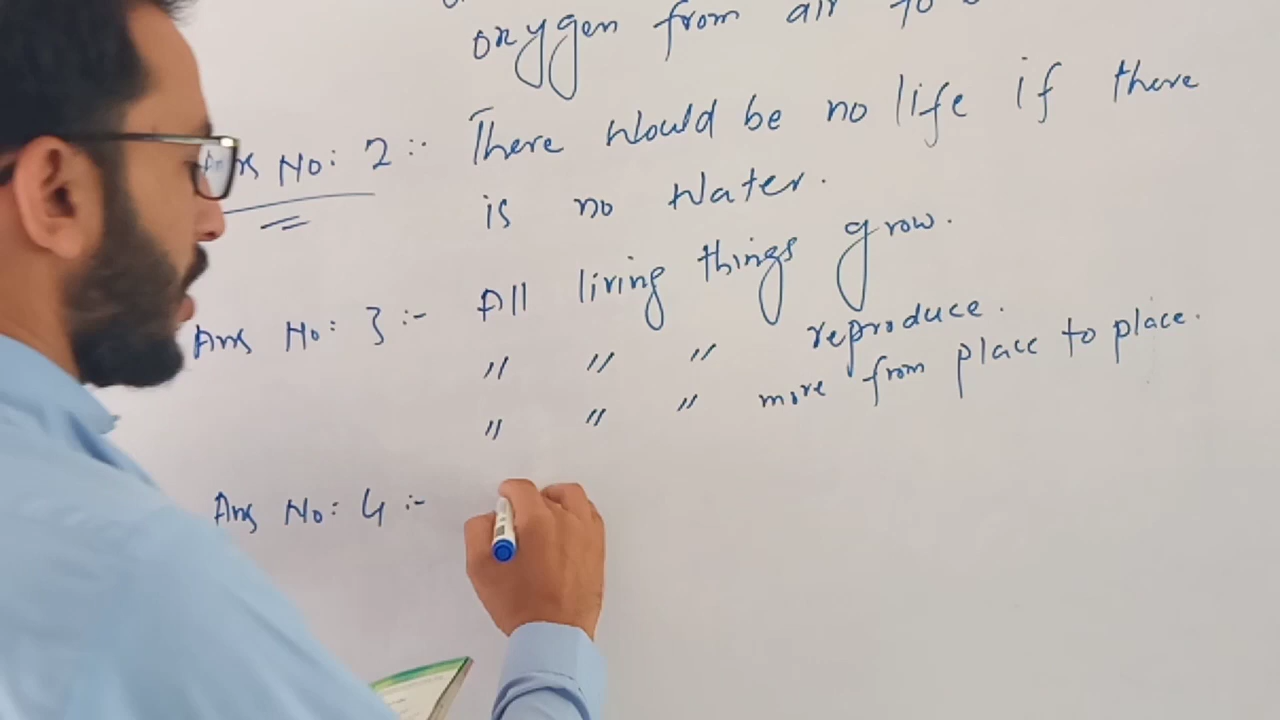 oxygen from air to
Ans No: 2 :- There would be no life if there
is no Water.
Ans No: 3 :- All living things grow.
" " " reproduce.
" " " move from place to place.
Ans No: 4 :-